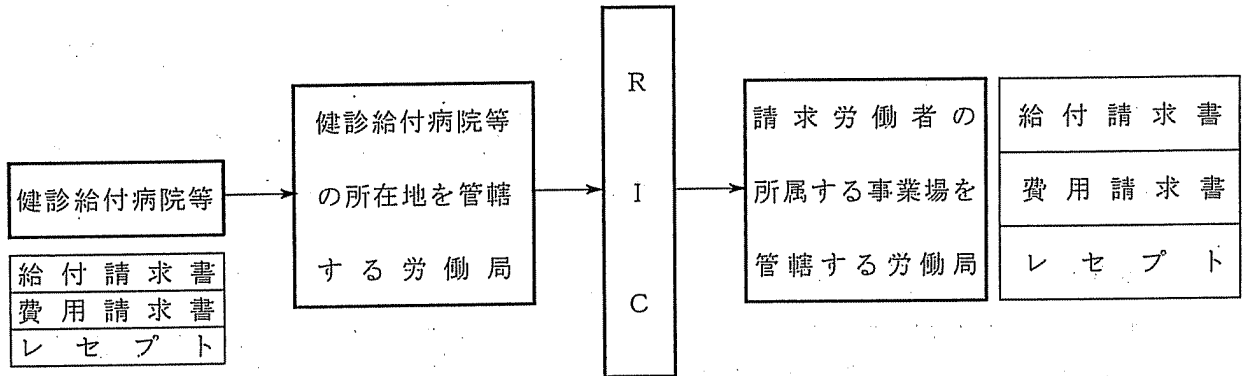 健診給付病院等
給付請求書
費用請求書
レセプト
健診給付病院等
の所在地を管轄
する労働局
R
I
C
請求労働者の
所属する事業場を
管轄する労働局
給付請求書
費用請求書
レセプト